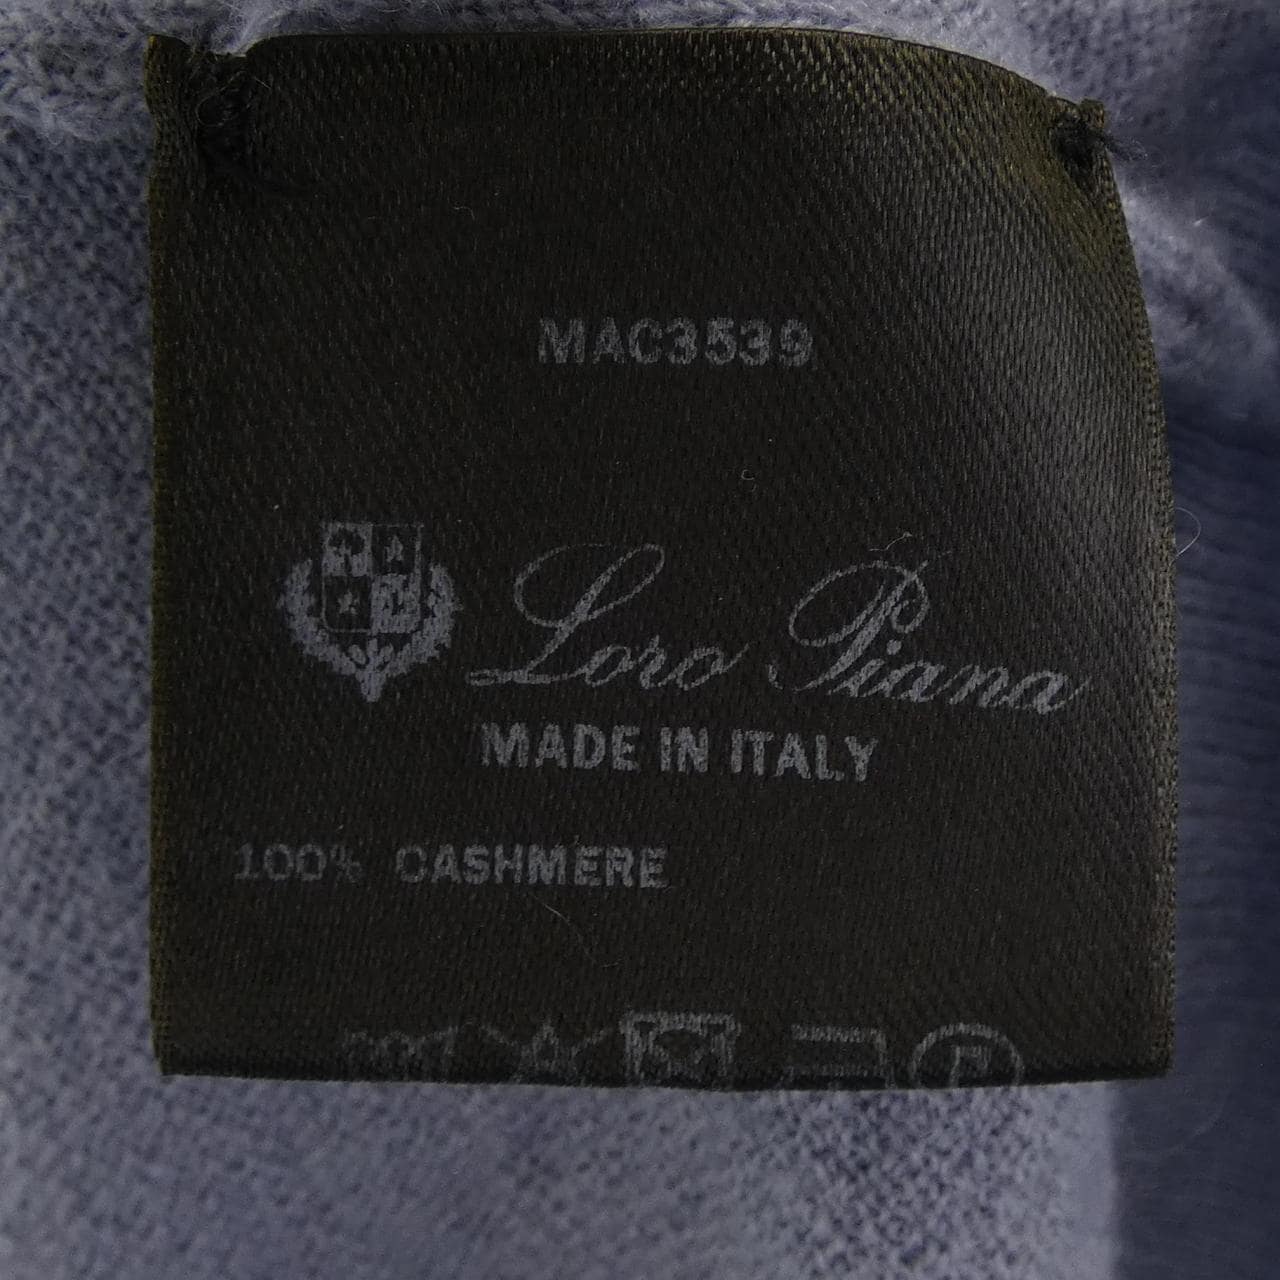 MAC3539
Loro Piana
MADE IN ITALY
100% CASHMERE